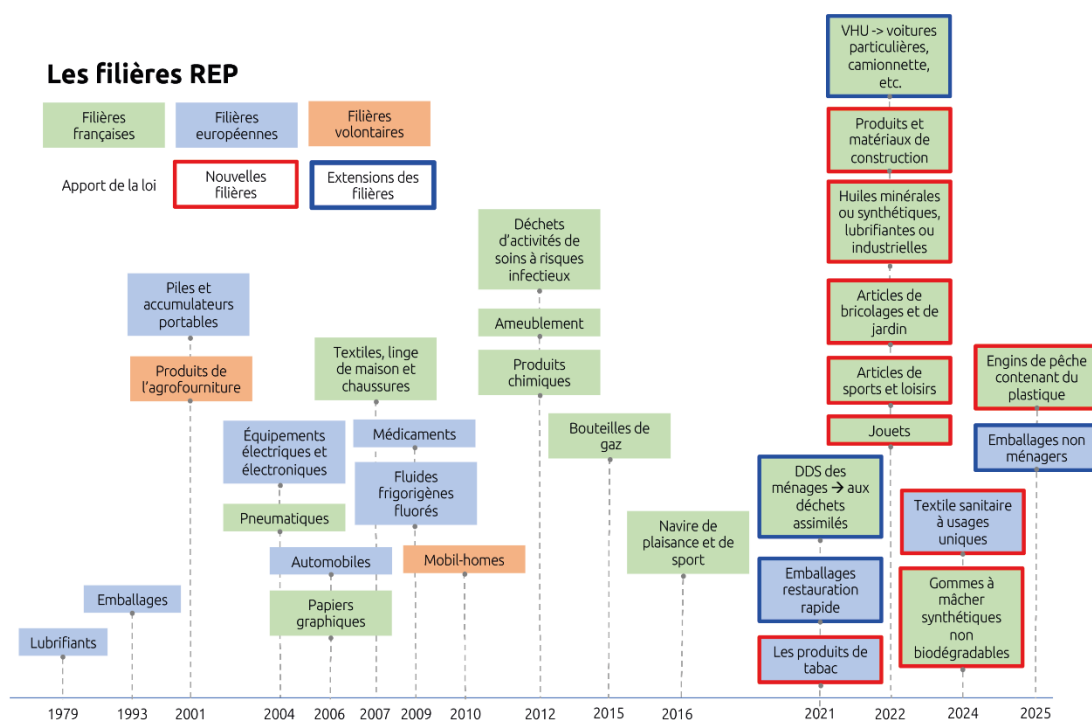 Les filières REP
Filières
françaises
Filières
européennes
Filières
volontaires
Apport de la loi
Nouvelles
filières
Extensions des
filières
Lubrifiants
Emballages
Piles et
accumulateurs
portables
Produits de
l'agrofourniture
Équipements
électriques et
électroniques
Pneumatiques
Automobiles
Papiers
graphiques
Textiles, linge
de maison et
chaussures
Médicaments
Fluides
frigorigènes
fluorés
Mobil-homes
Déchets
d'activités de
soins à risques
infectieux
Ameublement
Produits
chimiques
Bouteilles de
gaz
Navire de
plaisance et de
sport
DDS des
ménages → aux
déchets
assimilés
Emballages
restauration
rapide
Les produits de
tabac
VHU -> voitures
particulières,
camionnette,
etc.
Produits et
matériaux de
construction
Huiles minérales
ou synthétiques,
lubrifiantes ou
industrielles
Articles de
bricolages et de
jardin
Articles de
sports et loisirs
Jouets
Textile sanitaire
à usages
uniques
Gommes à
mâcher
synthétiques
non
biodégradables
Engins de pêche
contenant du
plastique
Emballages non
ménagers
1979 1993 2001 2004 2006 2007 2009 2010 2012 2015 2016 2021 2022 2024 2025